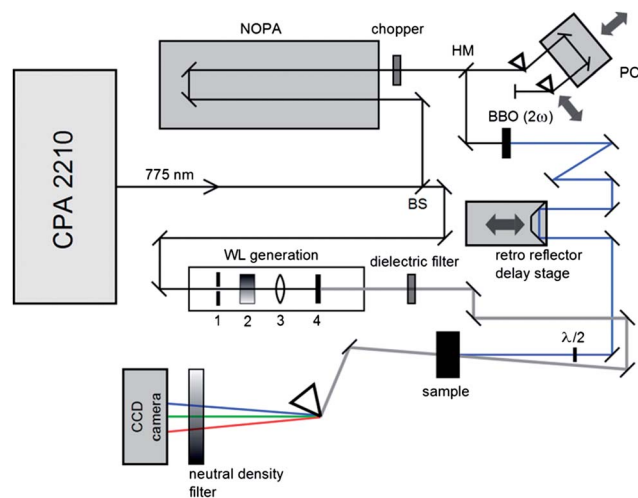 NOPA
chopper
HM
PC
BBO (2ω)
CPA 2210
775 nm
BS
WL generation
dielectric filter
retro reflector
delay stage
1 2 3 4
λ/2
sample
CCD
camera
neutral density
filter